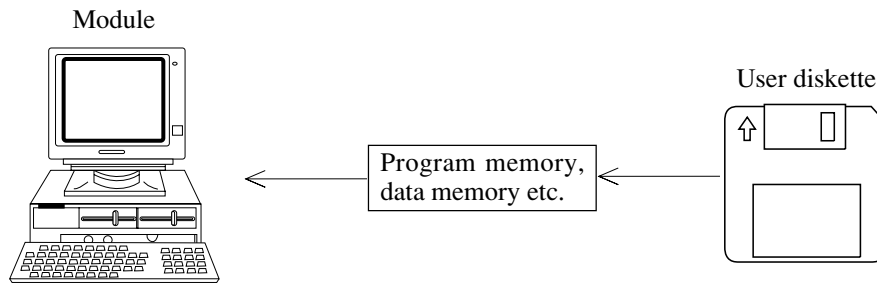 Module
User diskette
Program memory,
data memory etc.